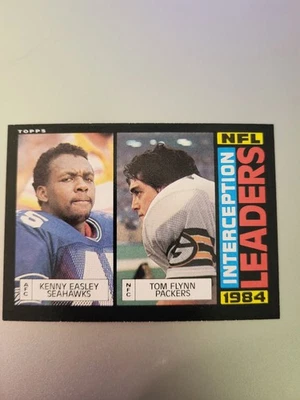 TOPPS
AFC
KENNY EASLEY
SEAHAWKS
NFC
TOM FLYNN
PACKERS
NFL
INTERCEPTION
LEADERS
1984
G